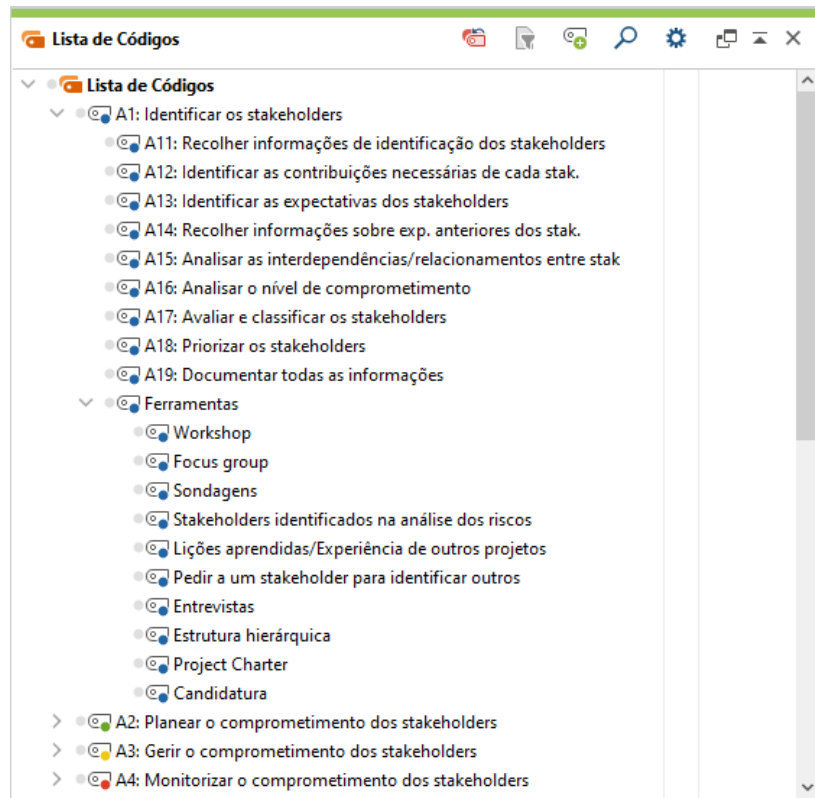 Lista de Códigos
Lista de Códigos
A1: Identificar os stakeholders
A11: Recolher informações de identificação dos stakeholders
A12: Identificar as contribuições necessárias de cada stak.
A13: Identificar as expectativas dos stakeholders
A14: Recolher informações sobre exp. anteriores dos stak.
A15: Analisar as interdependências/relacionamentos entre stak
A16: Analisar o nível de comprometimento
A17: Avaliar e classificar os stakeholders
A18: Priorizar os stakeholders
A19: Documentar todas as informações
Ferramentas
Workshop
Focus group
Sondagens
Stakeholders identificados na análise dos riscos
Lições aprendidas/Experiência de outros projetos
Pedir a um stakeholder para identificar outros
Entrevistas
Estrutura hierárquica
Project Charter
Candidatura
A2: Planear o comprometimento dos stakeholders
A3: Gerir o comprometimento dos stakeholders
A4: Monitorizar o comprometimento dos stakeholders